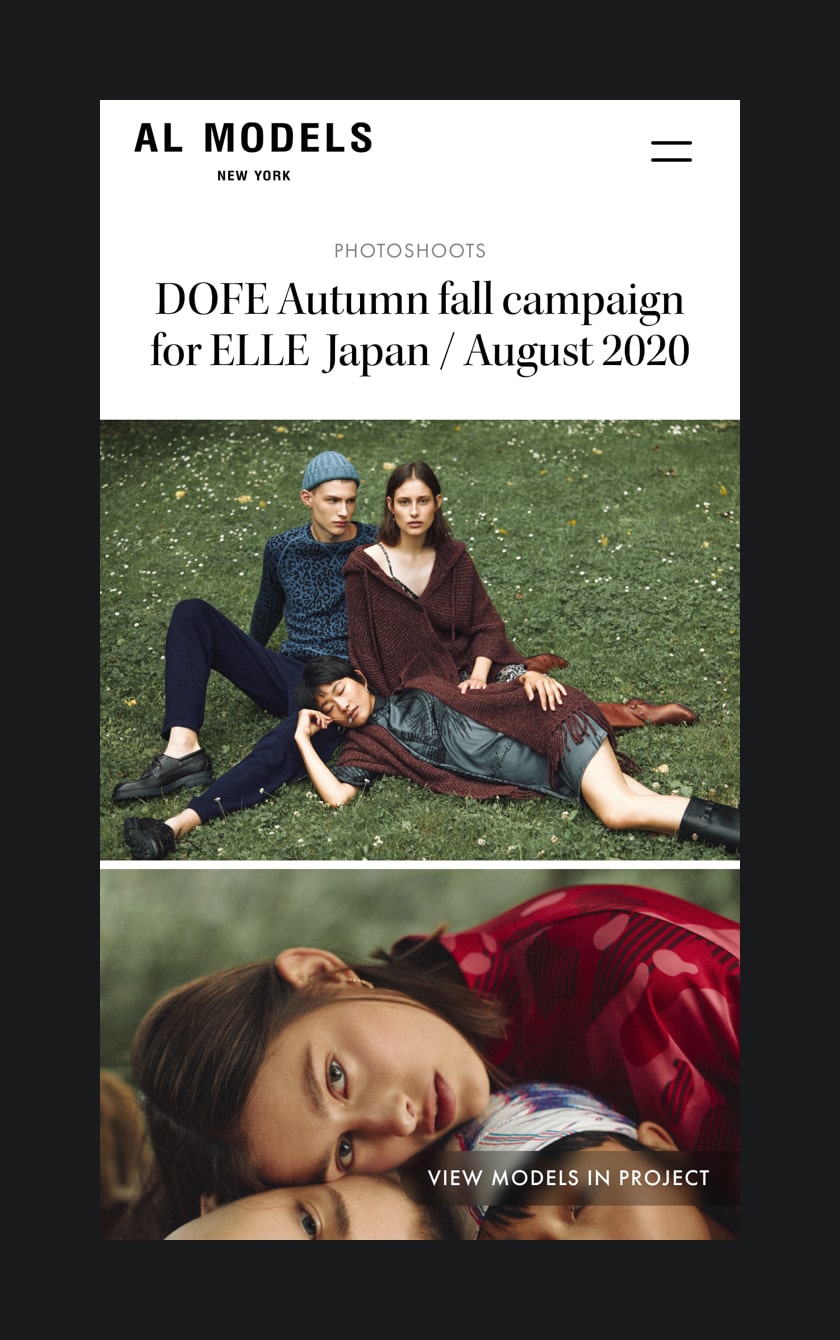 AL MODELS
NEW YORK
PHOTOSHOOTS
DOFE Autumn fall campaign
for ELLE Japan / August 2020
VIEW MODELS IN PROJECT